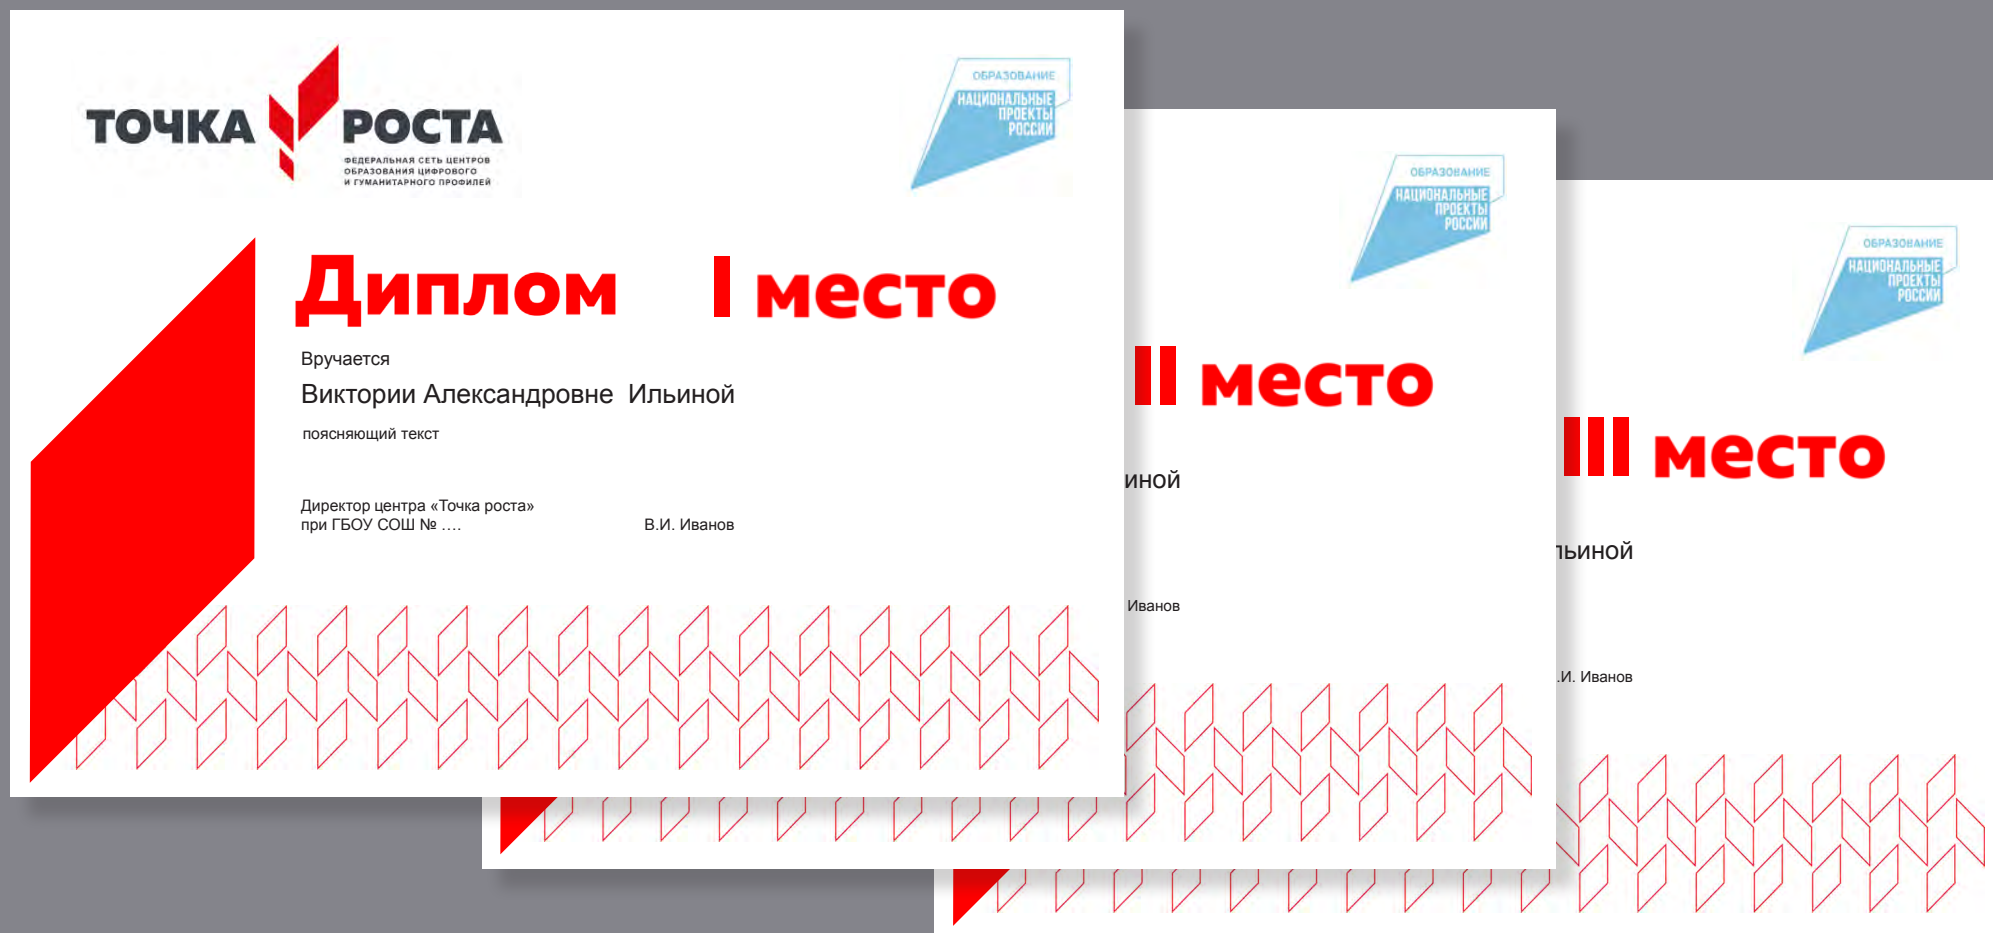 ТОЧКА РОСТА
ФЕДЕРАЛЬНАЯ СЕТЬ ЦЕНТРОВ
ОБРАЗОВАНИЯ ЦИФРОВОГО
И ГУМАНИТАРНОГО ПРОФИЛЕЙ
ОБРАЗОВАНИЕ
НАЦИОНАЛЬНЫЕ
ПРОЕКТЫ
РОССИИ
Диплом I место
Вручается
Виктории Александровне Ильиной
поясняющий текст
Директор центра «Точка роста»
при ГБОУ СОШ № .... В.И. Иванов
ОБРАЗОВАНИЕ
НАЦИОНАЛЬНЫЕ
ПРОЕКТЫ
РОССИИ
II место
иной
Иванов
ОБРАЗОВАНИЕ
НАЦИОНАЛЬНЫЕ
ПРОЕКТЫ
РОССИИ
III место
льиной
.И. Иванов